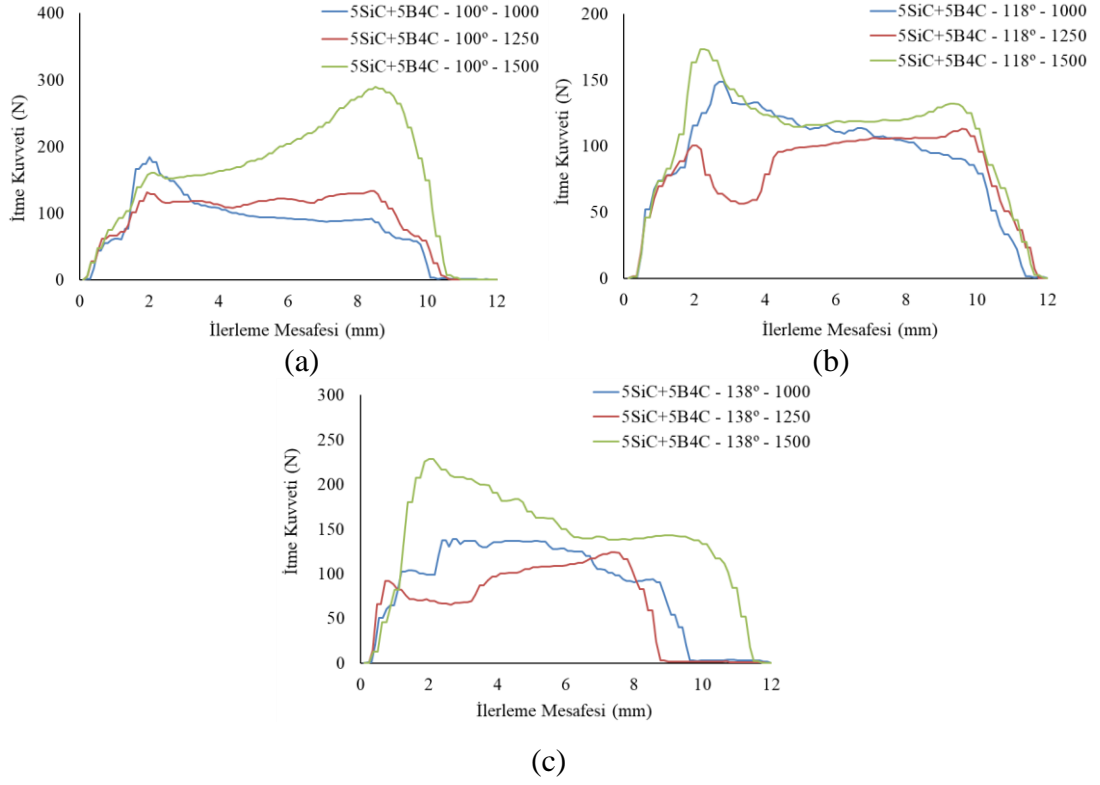 5SiC+5B4C - 100º - 1000
5SiC+5B4C - 100º - 1250
5SiC+5B4C - 100º - 1500
400
300
200
100
0
İtme Kuvveti (N)
0 2 4 6 8 10 12
İlerleme Mesafesi (mm)
(a)
5SiC+5B4C - 118º - 1000
5SiC+5B4C - 118º - 1250
5SiC+5B4C - 118º - 1500
200
150
100
50
0
İtme Kuvveti (N)
0 2 4 6 8 10 12
İlerleme Mesafesi (mm)
(b)
5SiC+5B4C - 138º - 1000
5SiC+5B4C - 138º - 1250
5SiC+5B4C - 138º - 1500
300
250
200
150
100
50
0
İtme Kuvveti (N)
0 2 4 6 8 10 12
İlerleme Mesafesi (mm)
(c)